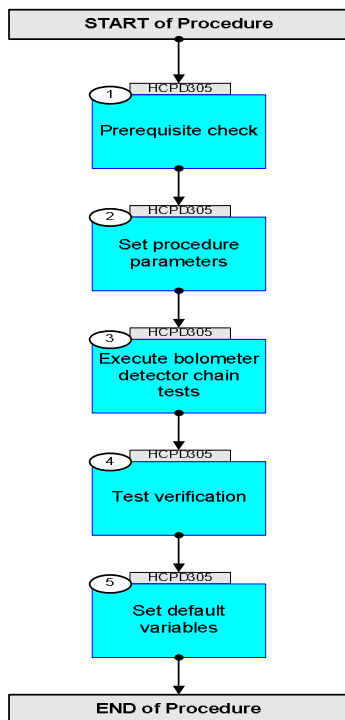 START of Procedure
HCPD305
1
Prerequisite check
HCPD305
2
Set procedure
parameters
HCPD305
3
Execute bolometer
detector chain
tests
HCPD305
4
Test verification
HCPD305
5
Set default
variables
END of Procedure